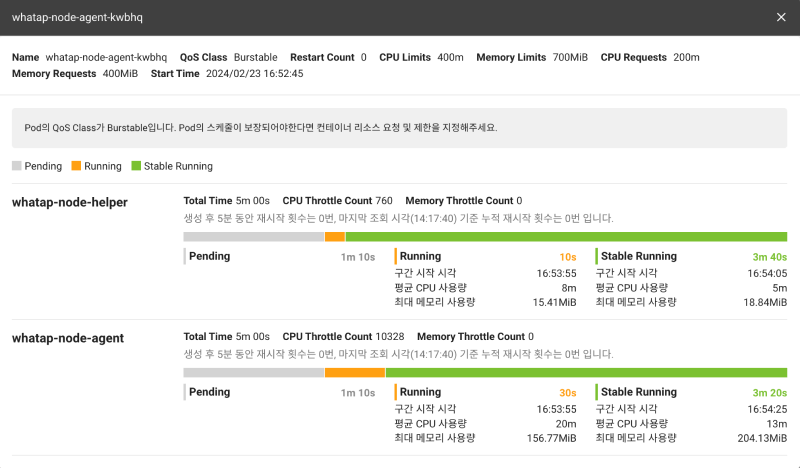 whatap-node-agent-kwbhq
Name whatap-node-agent-kwbhq QoS Class Burstable Restart Count 0 CPU Limits 400m Memory Limits 700MiB CPU Requests 200m
Memory Requests 400MiB Start Time 2024/02/23 16:52:45
Pod의 QoS Class가 Burstable입니다. Pod의 스케줄이 보장되어야한다면 컨테이너 리소스 요청 및 제한을 지정해주세요.
Pending Running Stable Running
whatap-node-helper
Total Time 5m 00s CPU Throttle Count 760 Memory Throttle Count 0
생성 후 5분 동안 재시작 횟수는 0번, 마지막 조회 시각(14:17:40) 기준 누적 재시작 횟수는 0번 입니다.
Pending 1m 10s
Running 10s
구간 시작 시각 16:53:55
평균 CPU 사용량 8m
최대 메모리 사용량 15.41MiB
Stable Running 3m 40s
구간 시작 시각 16:54:05
평균 CPU 사용량 5m
최대 메모리 사용량 18.84MiB
whatap-node-agent
Total Time 5m 00s CPU Throttle Count 10328 Memory Throttle Count 0
생성 후 5분 동안 재시작 횟수는 0번, 마지막 조회 시각(14:17:40) 기준 누적 재시작 횟수는 0번 입니다.
Pending 1m 10s
Running 30s
구간 시작 시각 16:53:55
평균 CPU 사용량 20m
최대 메모리 사용량 156.77MiB
Stable Running 3m 20s
구간 시작 시각 16:54:25
평균 CPU 사용량 13m
최대 메모리 사용량 204.13MiB